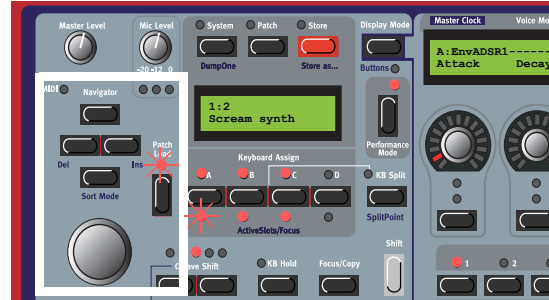 Master Level
Mic Level
System
Patch
Store
Display Mode
Master Clock
Voice Mo
-20 -12 0
DumpOne
Store as...
Buttons
A:EnvADSR1------
Attack Decay
MIDI
Navigator
1:2
Scream synth
Del
Ins
Patch
Load
Performance
Mode
Keyboard Assign
Sort Mode
A
B
C
D
KB Split
ActiveSlots/Focus
SplitPoint
Shift
Octave Shift
KB Hold
Focus/Copy
1
2